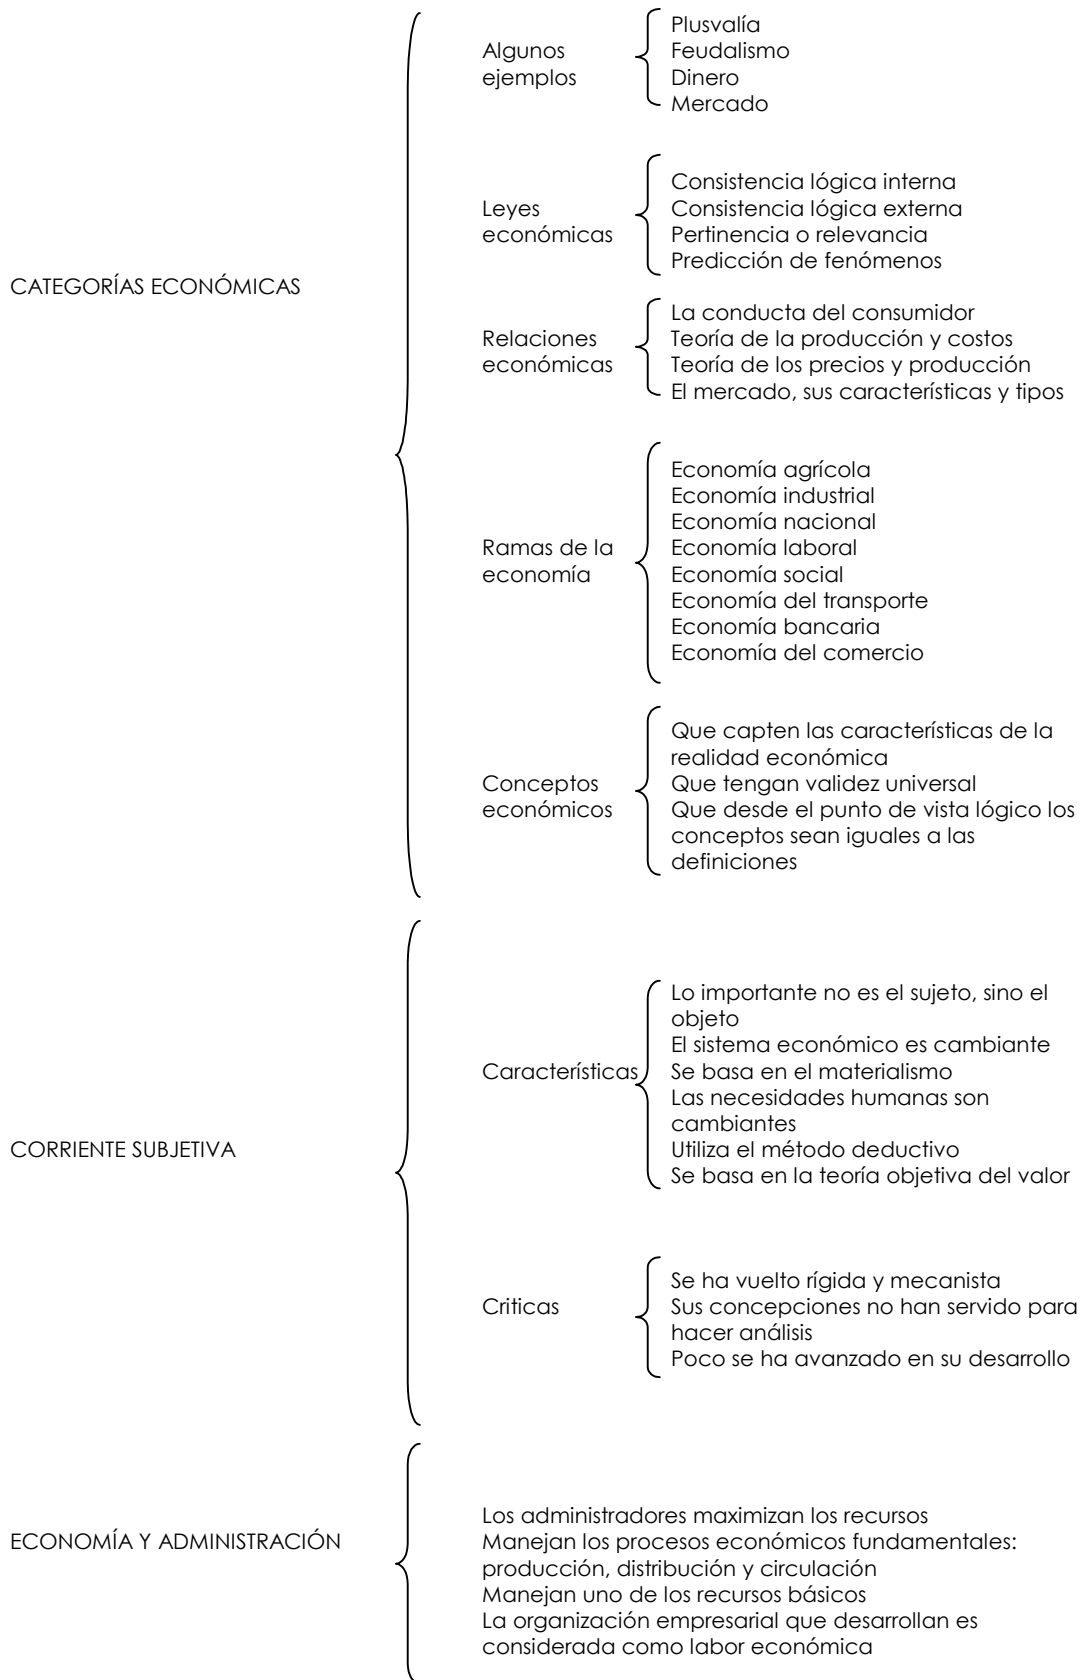 CATEGORÍAS ECONÓMICAS
Algunos
ejemplos
Plusvalía
Feudalismo
Dinero
Mercado
Leyes
económicas
Consistencia lógica interna
Consistencia lógica externa
Pertinencia o relevancia
Predicción de fenómenos
Relaciones
económicas
La conducta del consumidor
Teoría de la producción y costos
Teoría de los precios y producción
El mercado, sus características y tipos
Ramas de la
economía
Economía agrícola
Economía industrial
Economía nacional
Economía laboral
Economía social
Economía del transporte
Economía bancaria
Economía del comercio
Conceptos
económicos
Que capten las características de la
realidad económica
Que tengan validez universal
Que desde el punto de vista lógico los
conceptos sean iguales a las
definiciones
CORRIENTE SUBJETIVA
Características
Lo importante no es el sujeto, sino el
objeto
El sistema económico es cambiante
Se basa en el materialismo
Las necesidades humanas son
cambiantes
Utiliza el método deductivo
Se basa en la teoría objetiva del valor
Criticas
Se ha vuelto rígida y mecanista
Sus concepciones no han servido para
hacer análisis
Poco se ha avanzado en su desarrollo
ECONOMÍA Y ADMINISTRACIÓN
Los administradores maximizan los recursos
Manejan los procesos económicos fundamentales:
producción, distribución y circulación
Manejan uno de los recursos básicos
La organización empresarial que desarrollan es
considerada como labor económica